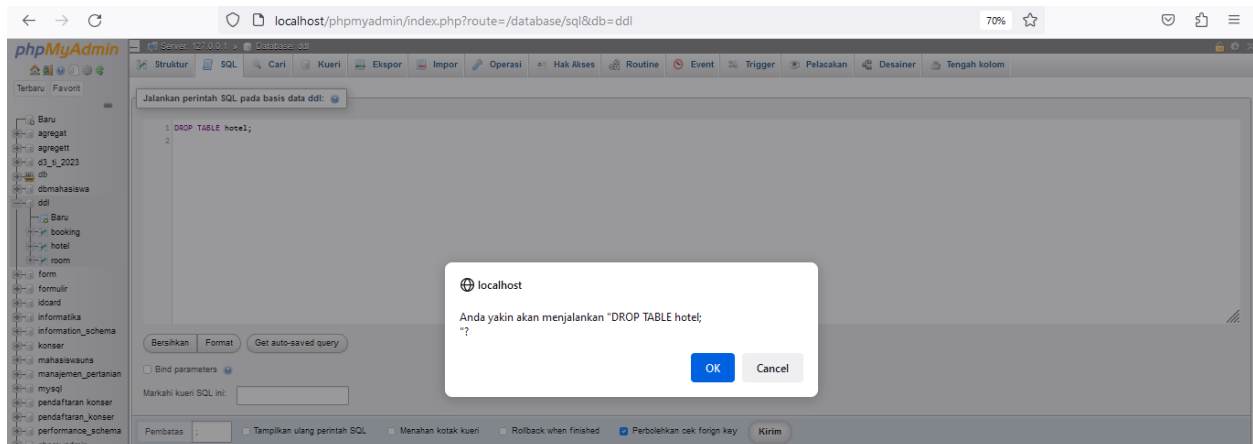 localhost/phpmyadmin/index.php?route=/database/sql&db=ddl
70%
phpMyAdmin
Server: 127.0.0.1 » Database: ddl
Struktur SQL Cari Kueri Ekspor Impor Operasi Hak Akses Routine Event Trigger Pelacakan Desainer Tengah kolom
Terbaru Favorit
Baru
agregat
agregett
d3_ti_2023
db
dbmahasiswa
ddl
Baru
booking
hotel
room
form
formulir
idcard
informatika
information_schema
konser
mahasiswauns
manajemen_pertanian
mysql
pendaftaran konser
pendaftaran_konser
performance_schema
Jalankan perintah SQL pada basis data ddl:
1 DROP TABLE hotel;
2
localhost
Anda yakin akan menjalankan "DROP TABLE hotel;
"?
OK Cancel
Bersihkan Format Get auto-saved query
Bind parameters
Markahi kueri SQL ini:
Pembatas ; Tampilkan ulang perintah SQL Menahan kotak kueri Rollback when finished Perbolehkan cek forign key Kirim